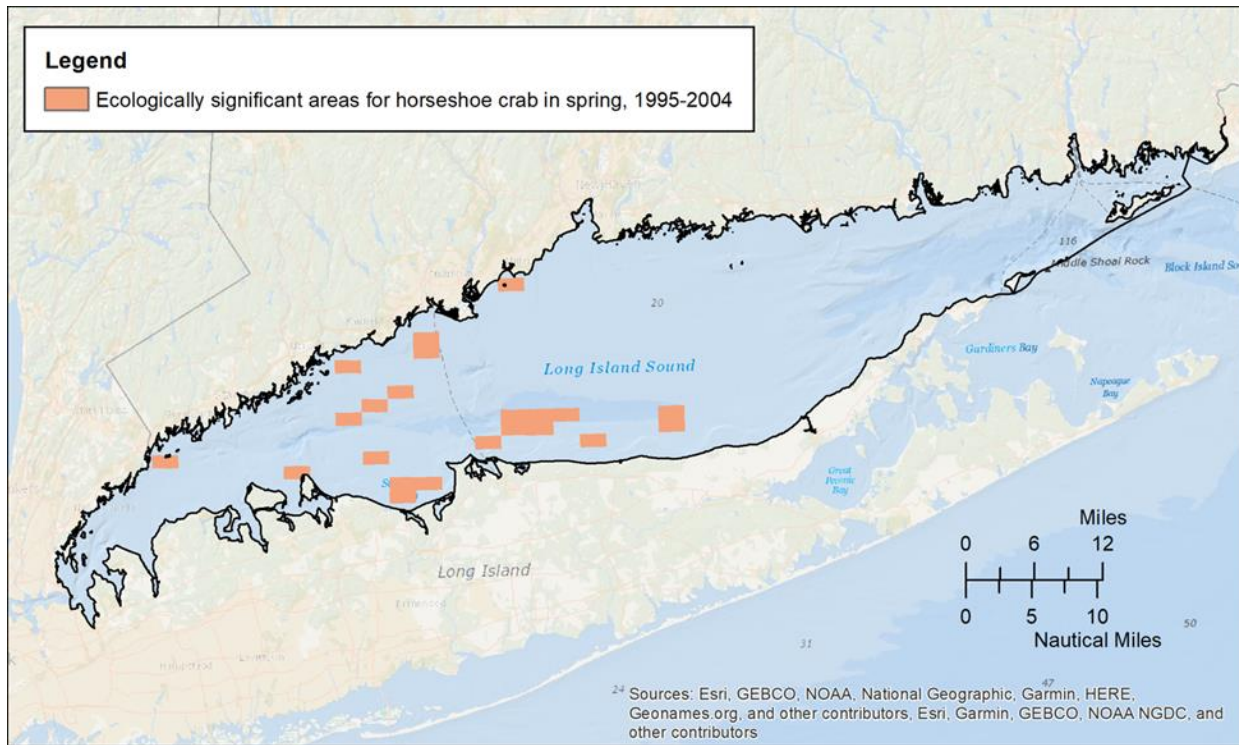 Legend
Ecologically significant areas for horseshoe crab in spring, 1995-2004
116
Middle Shoal Rock
Block Island So
20
Long Island Sound
Gardiners Bay
Napeague
Bay
Great
Peconic
Bay
Long Island
Miles
0 6 12
0 5 10
Nautical Miles
50
31
47
24
Sources: Esri, GEBCO, NOAA, National Geographic, Garmin, HERE,
Geonames.org, and other contributors, Esri, Garmin, GEBCO, NOAA NGDC, and
other contributors